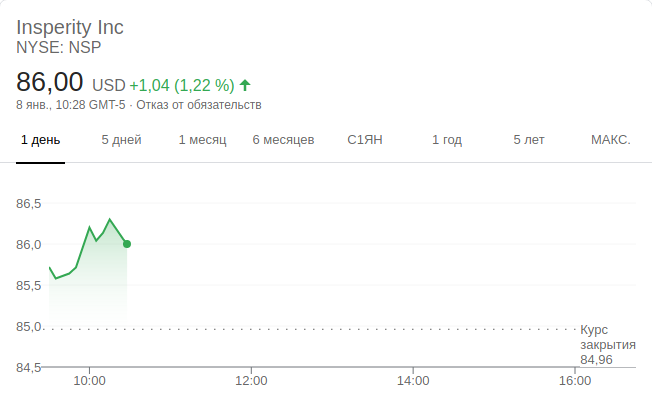 Insperity Inc
NYSE: NSP
86,00 USD +1,04 (1,22 %)
8 янв., 10:28 GMT-5 · Отказ от обязательств
1 день 5 дней 1 месяц 6 месяцев С1ЯН 1 год 5 лет МАКС.
86,5
86,0
85,5
85,0
Курс
закрытия
84,96
84,5
10:00 12:00 14:00 16:00